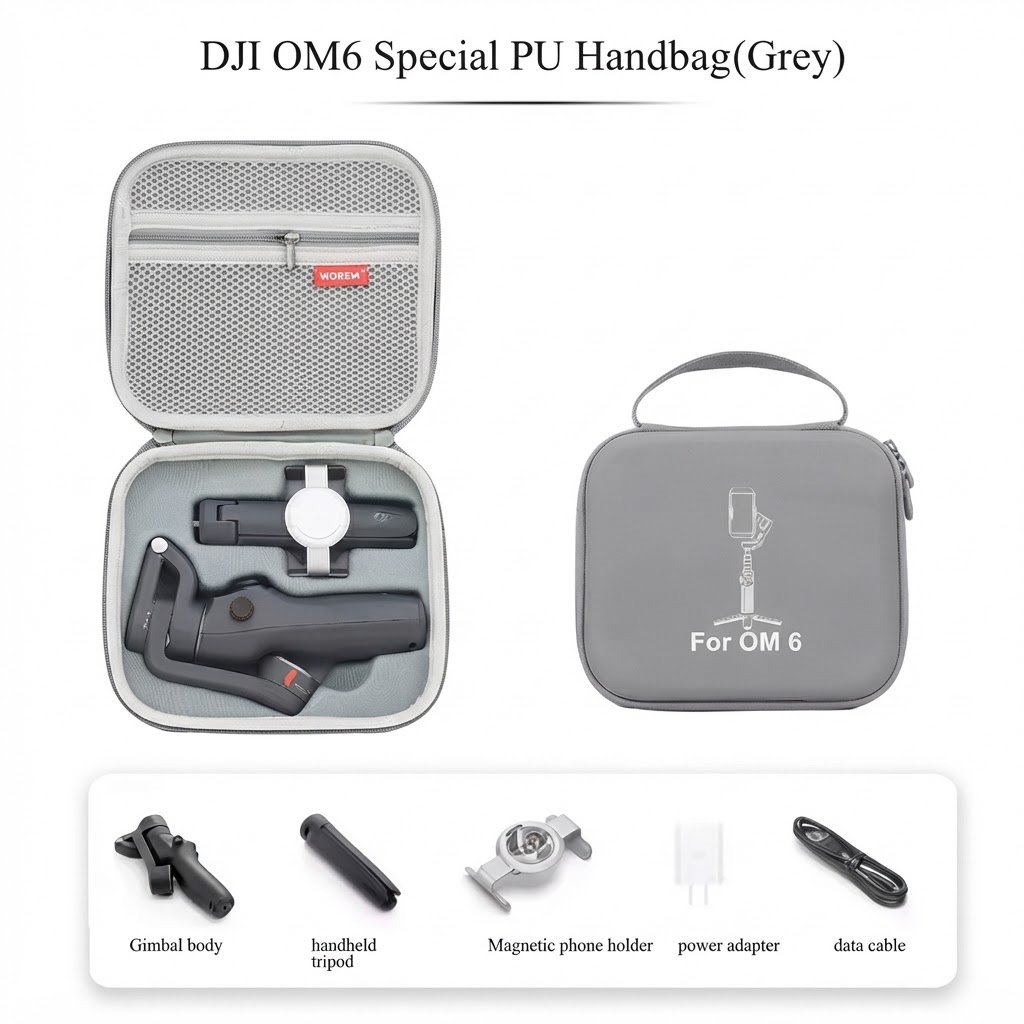 DJI OM6 Special PU Handbag(Grey)
WOREM
For OM 6
Gimbal body
handheld
tripod
Magnetic phone holder
power adapter
data cable